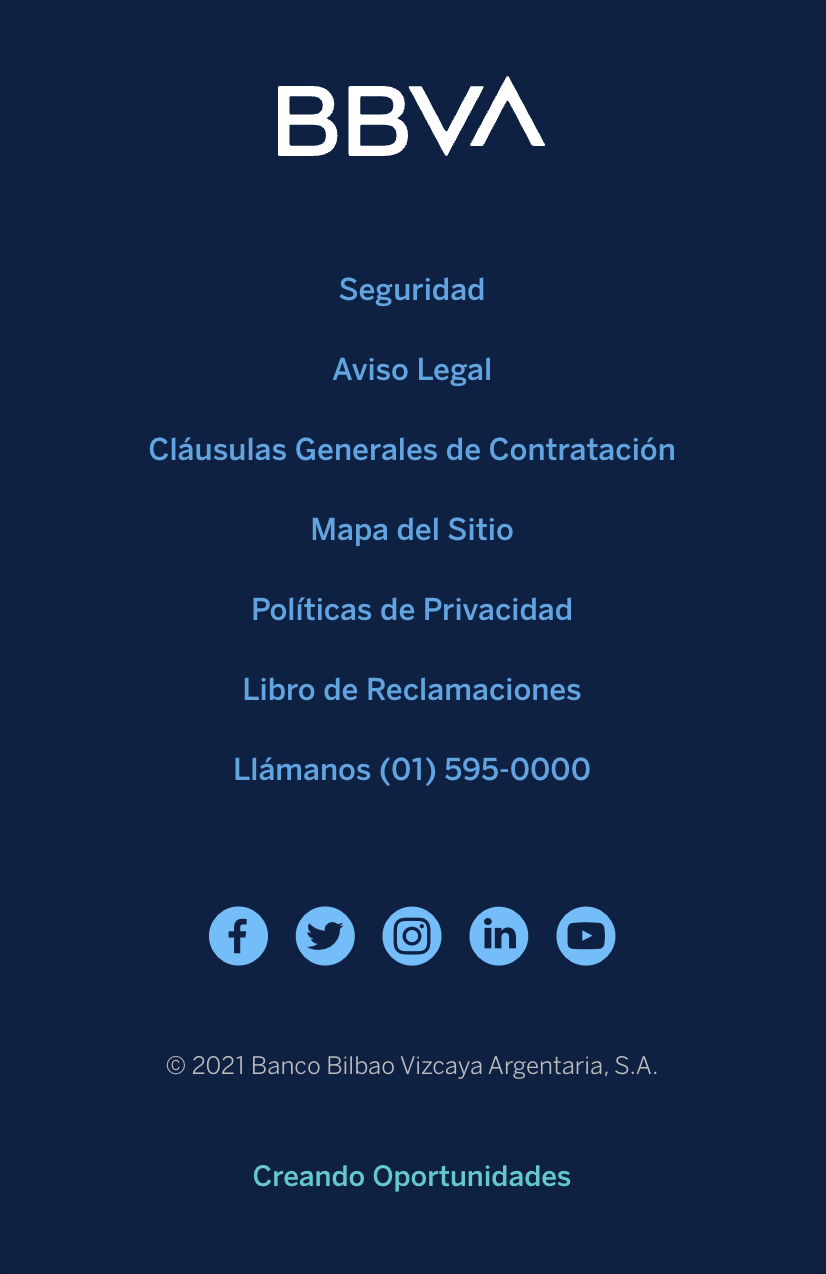 BBVA
Seguridad
Aviso Legal
Cláusulas Generales de Contratación
Mapa del Sitio
Políticas de Privacidad
Libro de Reclamaciones
Llámanos (01) 595-0000
© 2021 Banco Bilbao Vizcaya Argentaria, S.A.
Creando Oportunidades